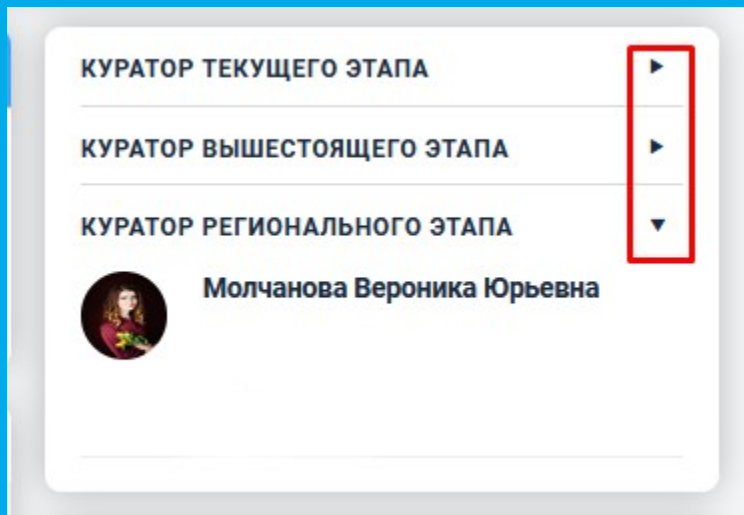 КУРАТОР ТЕКУЩЕГО ЭТАПА
КУРАТОР ВЫШЕСТОЯЩЕГО ЭТАПА
КУРАТОР РЕГИОНАЛЬНОГО ЭТАПА
Молчанова Вероника Юрьевна